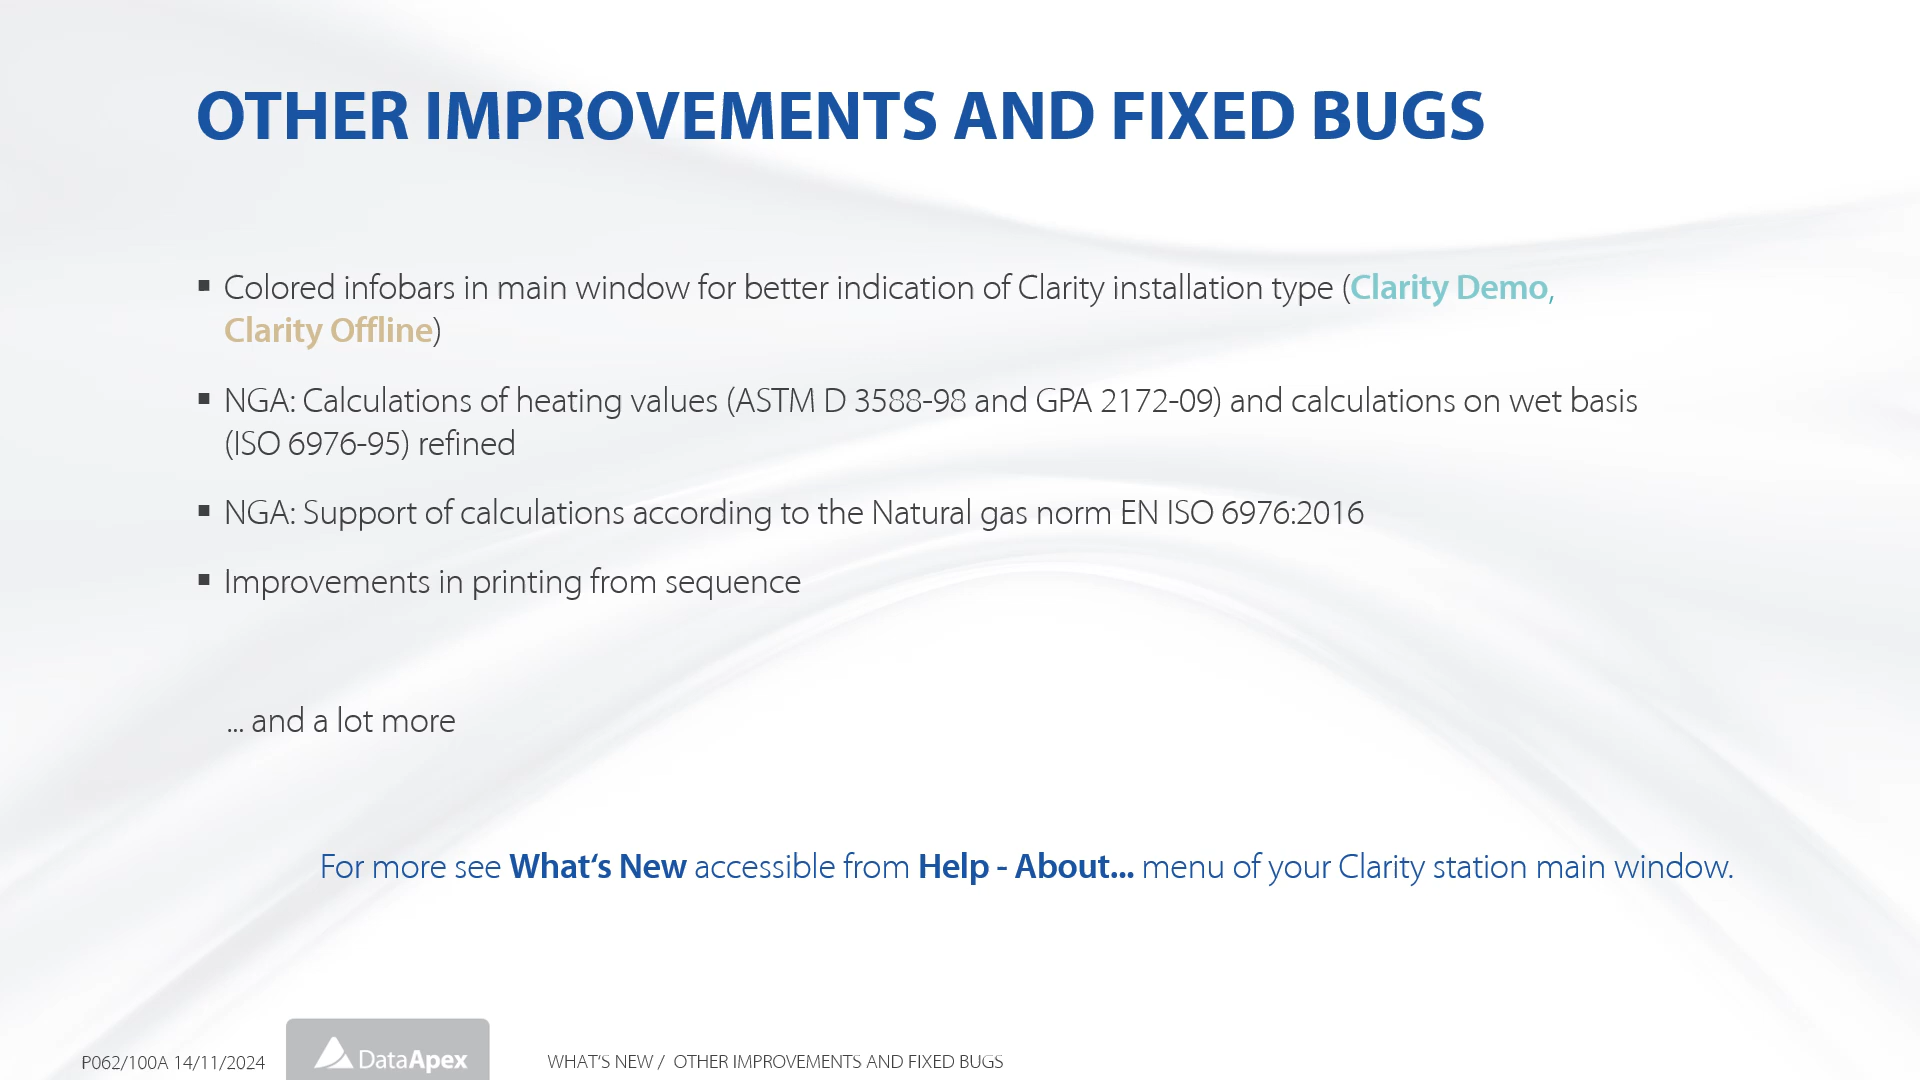 OTHER IMPROVEMENTS AND FIXED BUGS
▪ Colored infobars in main window for better indication of Clarity installation type (Clarity Demo,
Clarity Offline)
▪ NGA: Calculations of heating values (ASTM D 3588-98 and GPA 2172-09) and calculations on wet basis
(ISO 6976-95) refined
▪ NGA: Support of calculations according to the Natural gas norm EN ISO 6976:2016
▪ Improvements in printing from sequence
... and a lot more
For more see What‘s New accessible from Help - About... menu of your Clarity station main window.
P062/100A 14/11/2024
DataApex
WHAT‘S NEW / OTHER IMPROVEMENTS AND FIXED BUGS